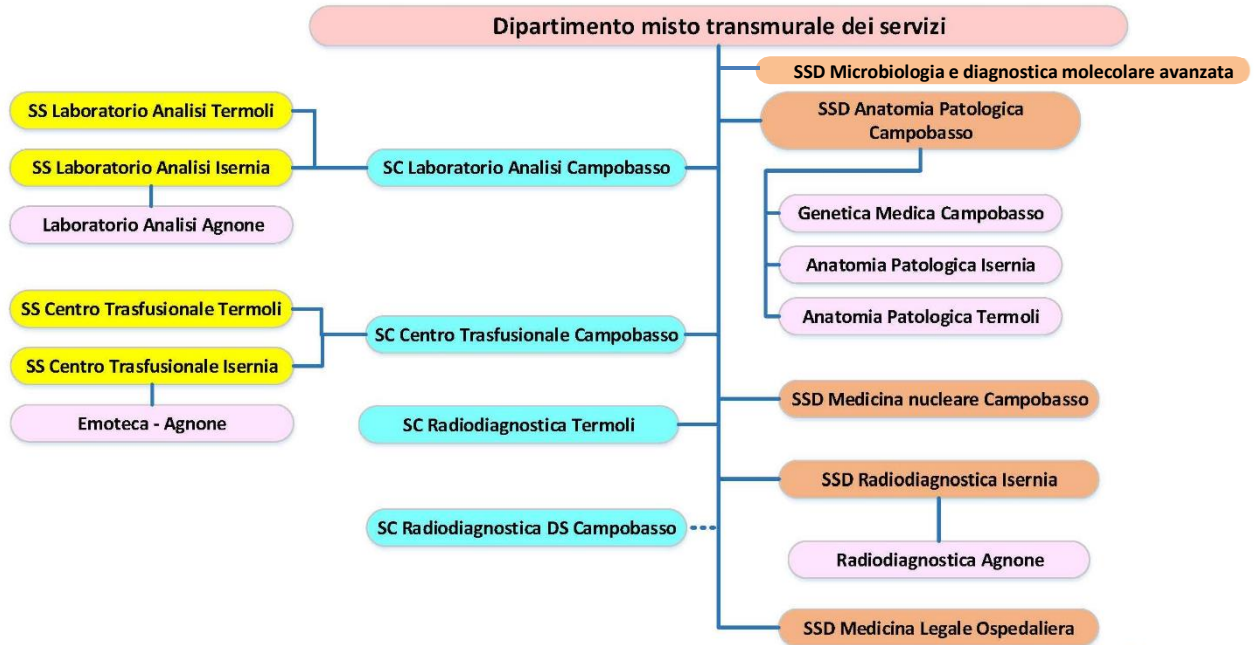 Dipartimento misto transmurale dei servizi
SSD Microbiologia e diagnostica molecolare avanzata
SS Laboratorio Analisi Termoli
SSD Anatomia Patologica
Campobasso
SS Laboratorio Analisi Isernia
SC Laboratorio Analisi Campobasso
Laboratorio Analisi Agnone
Genetica Medica Campobasso
Anatomia Patologica Isernia
Anatomia Patologica Termoli
SS Centro Trasfusionale Termoli
SC Centro Trasfusionale Campobasso
SS Centro Trasfusionale Isernia
Emoteca - Agnone
SSD Medicina nucleare Campobasso
SC Radiodiagnostica Termoli
SSD Radiodiagnostica Isernia
SC Radiodiagnostica DS Campobasso
Radiodiagnostica Agnone
SSD Medicina Legale Ospedaliera